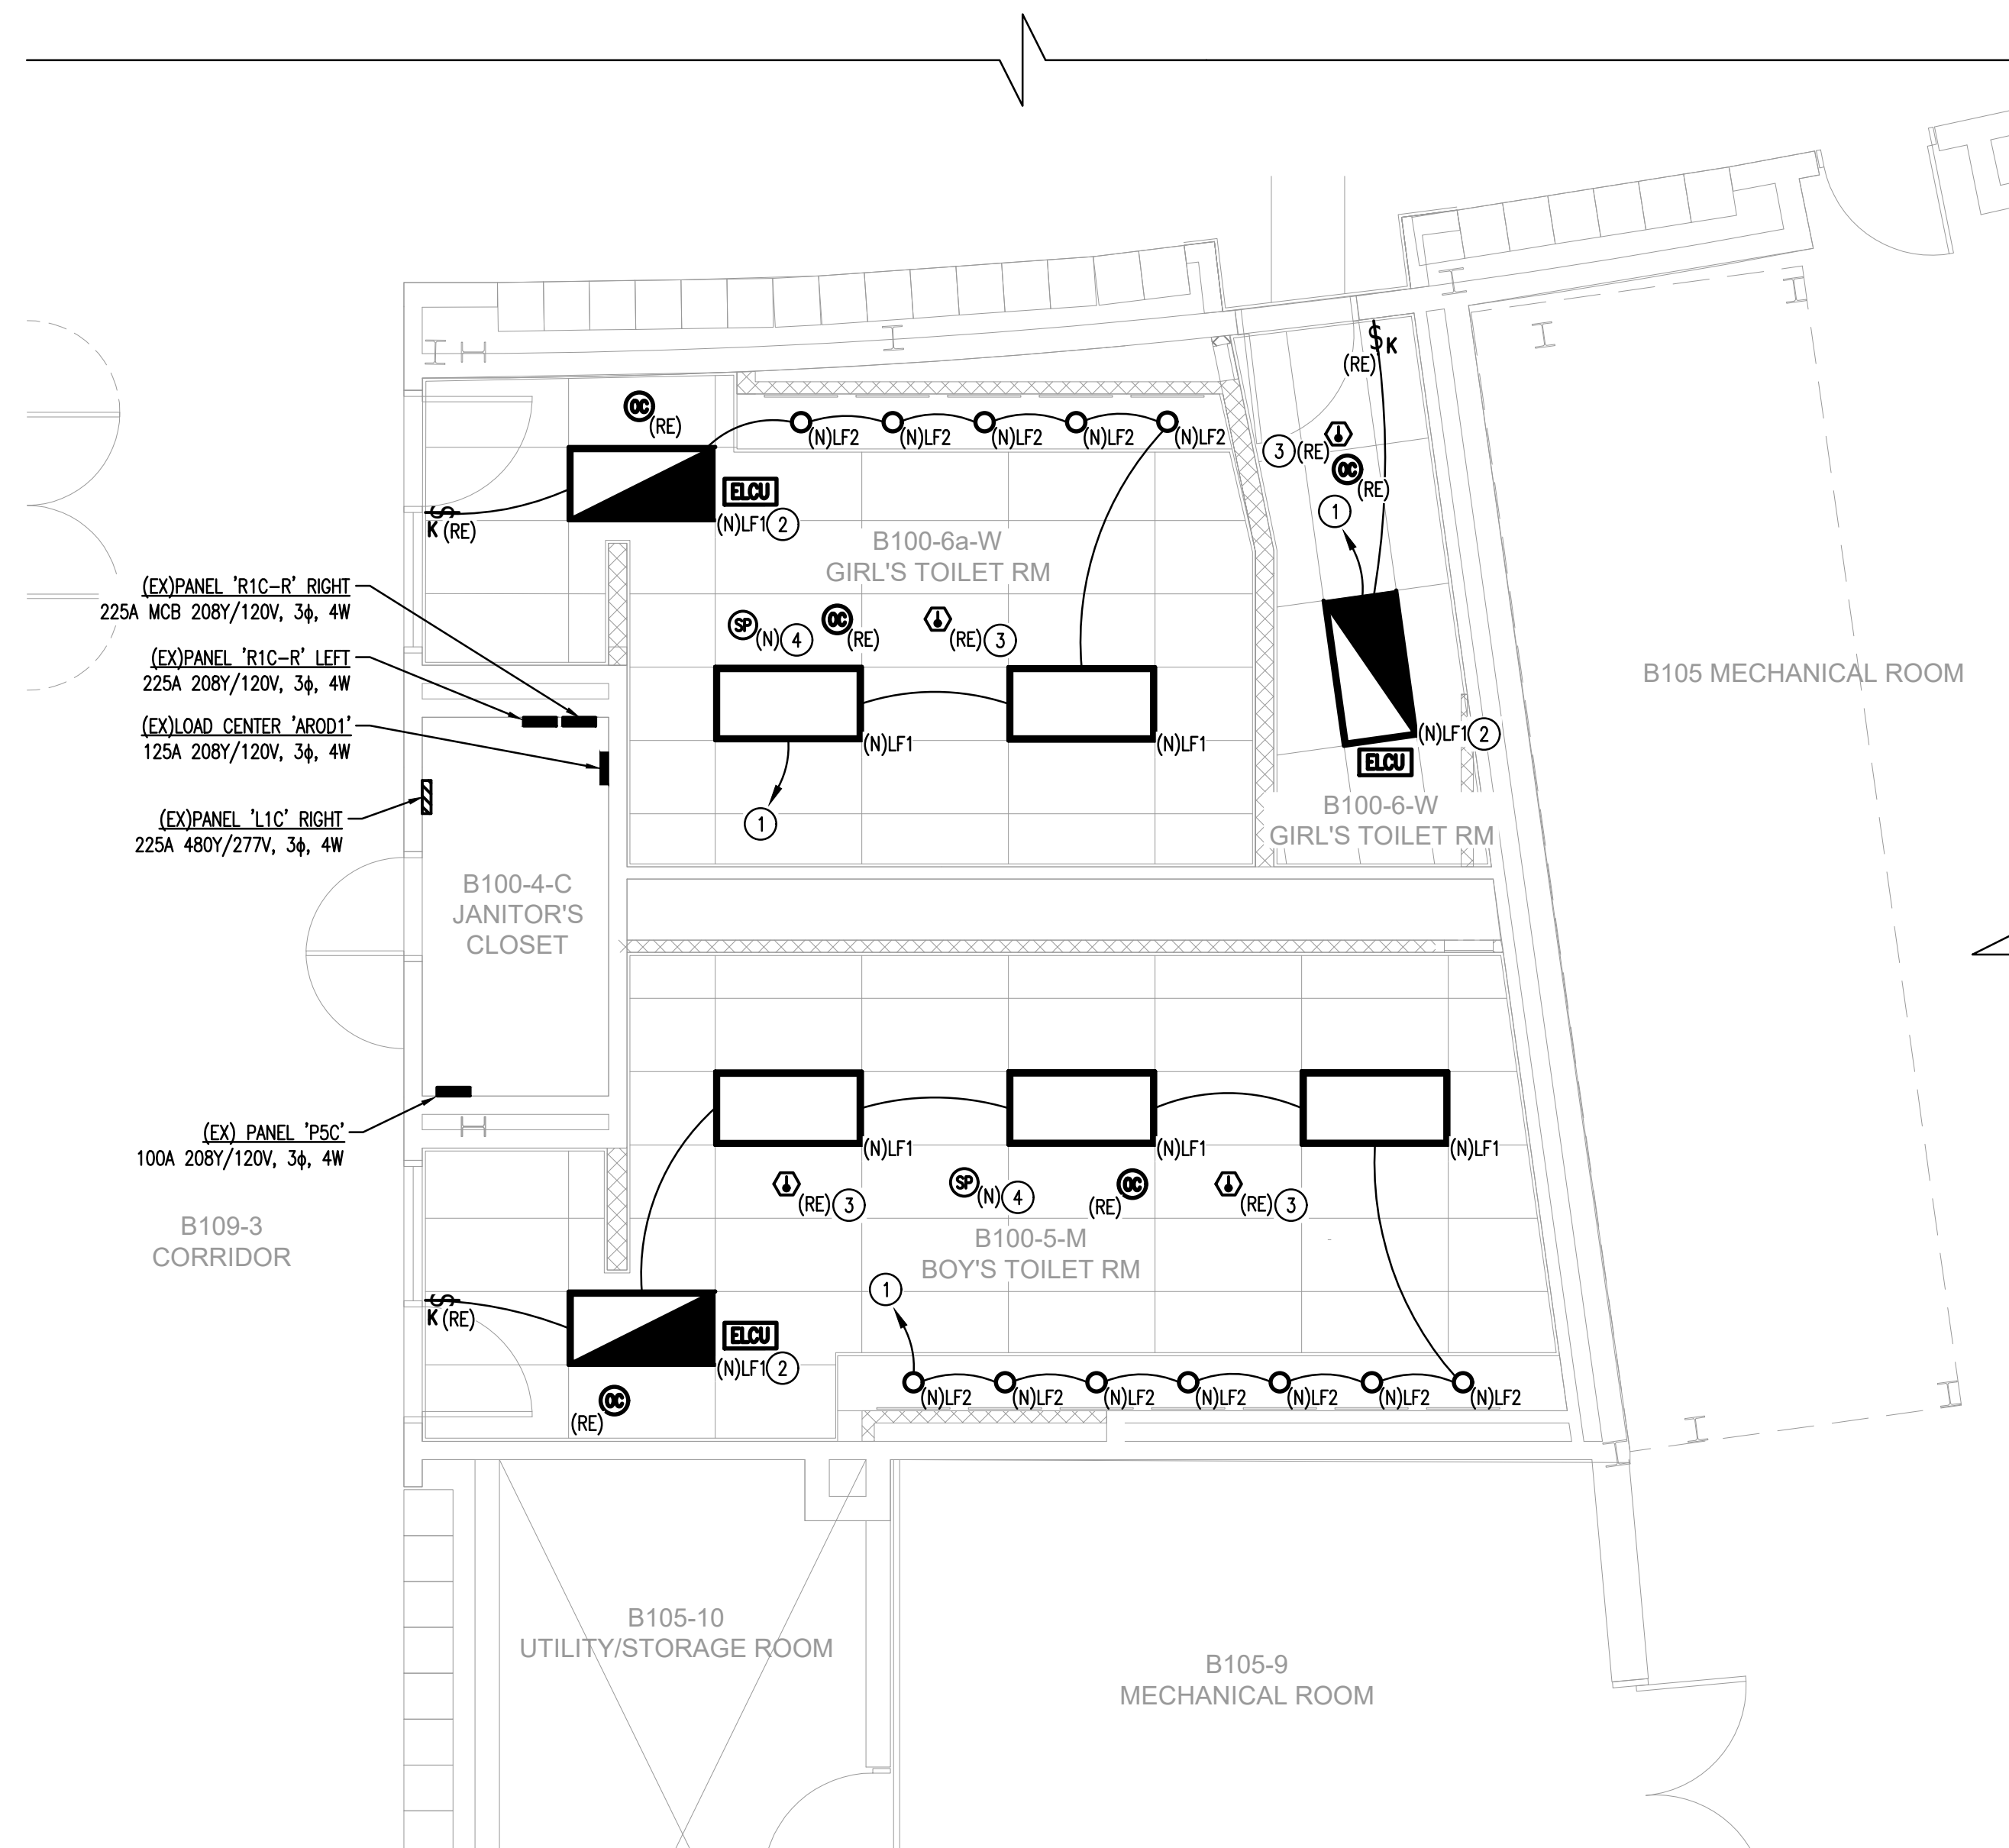 $K
(RE)
OC
(RE)
(N)LF2
(N)LF2
(N)LF2
(N)LF2
(N)LF2
3 (RE)
OC
(RE)
1
ELCU
(N)LF1 2
$
K (RE)
B100-6a-W
GIRL'S TOILET RM
(EX)PANEL 'R1C-R' RIGHT
225A MCB 208Y/120V, 3ϕ, 4W
(EX)PANEL 'R1C-R' LEFT
225A 208Y/120V, 3ϕ, 4W
(EX)LOAD CENTER 'AROD1'
125A 208Y/120V, 3ϕ, 4W
(EX)PANEL 'L1C' RIGHT
225A 480Y/277V, 3ϕ, 4W
SP (N) 4
OC (RE)
(RE) 3
(N)LF1
(N)LF1
1
(N)LF1 2
ELCU
B100-6-W
GIRL'S TOILET RM
B105 MECHANICAL ROOM
B100-4-C
JANITOR'S
CLOSET
(EX) PANEL 'P5C'
100A 208Y/120V, 3ϕ, 4W
B109-3
CORRIDOR
(N)LF1
(N)LF1
(N)LF1
(RE) 3
SP (N) 4
OC
(RE)
(RE) 3
B100-5-M
BOY'S TOILET RM
1
$
K (RE)
ELCU
(N)LF1 2
OC
(RE)
(N)LF2
(N)LF2
(N)LF2
(N)LF2
(N)LF2
(N)LF2
(N)LF2
B105-10
UTILITY/STORAGE ROOM
B105-9
MECHANICAL ROOM